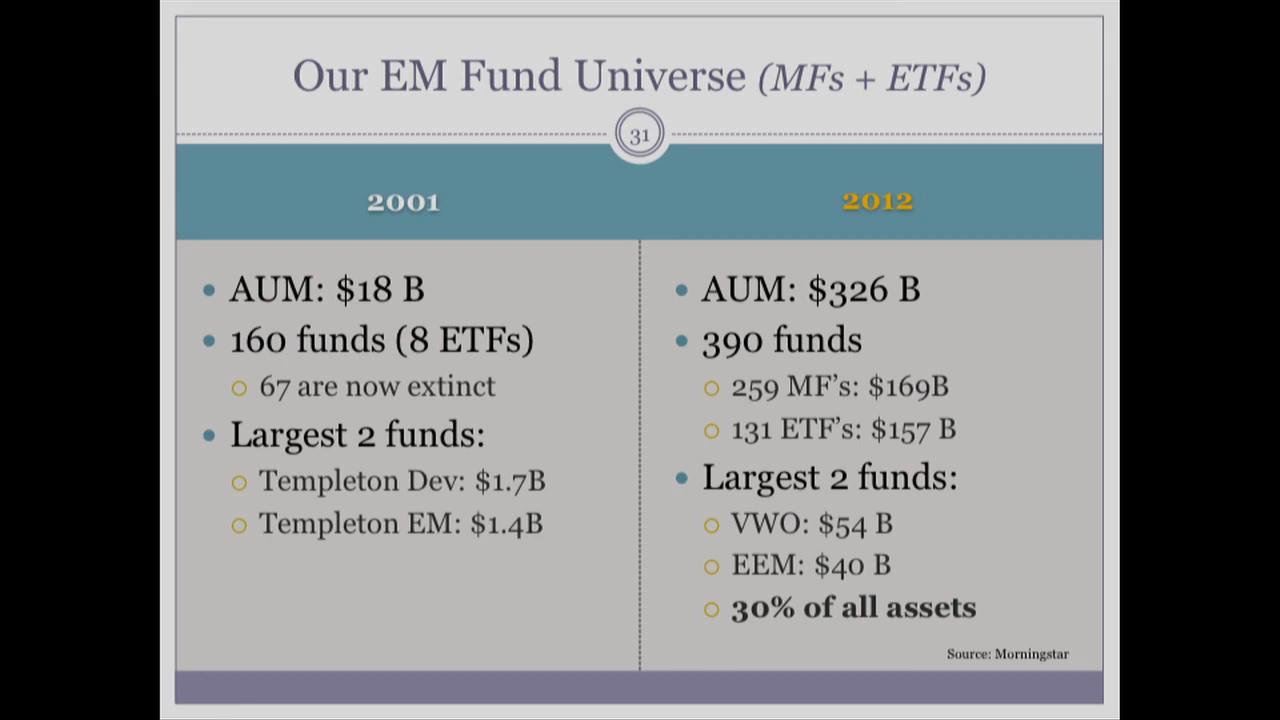 Our EM Fund Universe (MFs + ETFs)
31
2001
AUM: $18 B
160 funds (8 ETFs)
67 are now extinct
Largest 2 funds:
Templeton Dev: $1.7B
Templeton EM: $1.4B
2012
AUM: $326 B
390 funds
259 MF's: $169B
131 ETF's: $157 B
Largest 2 funds:
VWO: $54 B
EEM: $40 B
30% of all assets
Source: Morningstar